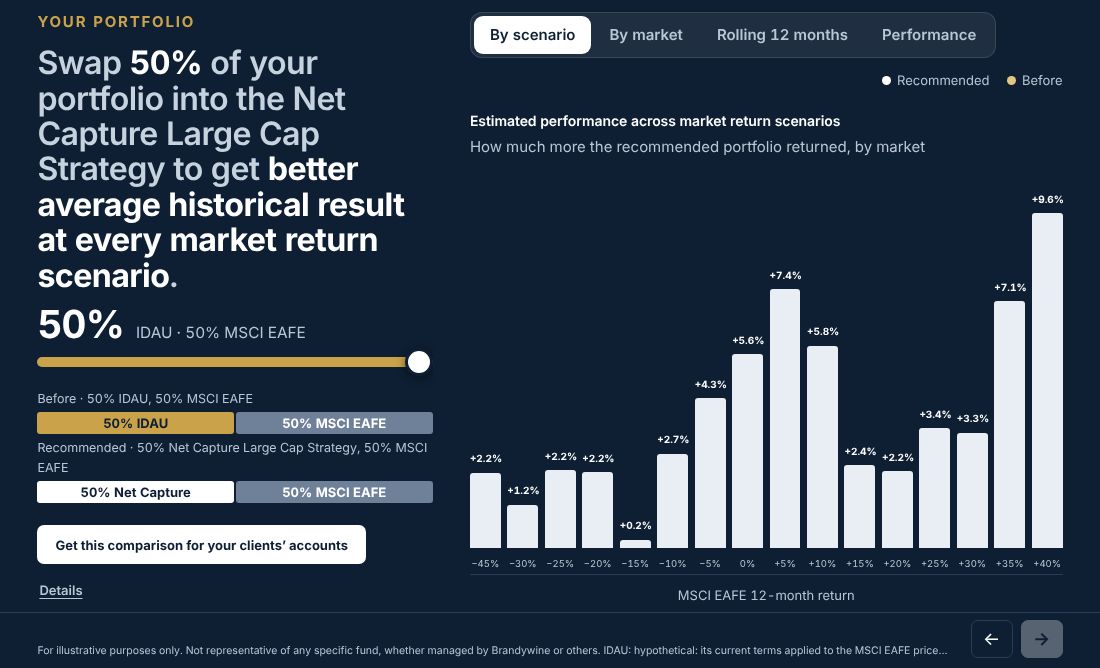 YOUR PORTFOLIO
Swap 50% of your
portfolio into the Net
Capture Large Cap
Strategy to get better
average historical result
at every market return
scenario.
50% IDAU · 50% MSCI EAFE
Before · 50% IDAU, 50% MSCI EAFE
50% IDAU 50% MSCI EAFE
Recommended · 50% Net Capture Large Cap Strategy, 50% MSCI
EAFE
50% Net Capture 50% MSCI EAFE
Get this comparison for your clients’ accounts
Details
By scenario By market Rolling 12 months Performance
Recommended Before
Estimated performance across market return scenarios
How much more the recommended portfolio returned, by market
+2.2% +1.2% +2.2% +2.2% +0.2% +2.7% +4.3% +5.6% +7.4% +5.8% +2.4% +2.2% +3.4% +3.3% +7.1% +9.6%
−45% −30% −25% −20% −15% −10% −5% 0% +5% +10% +15% +20% +25% +30% +35% +40%
MSCI EAFE 12-month return
For illustrative purposes only. Not representative of any specific fund, whether managed by Brandywine or others. IDAU: hypothetical: its current terms applied to the MSCI EAFE price…
← →